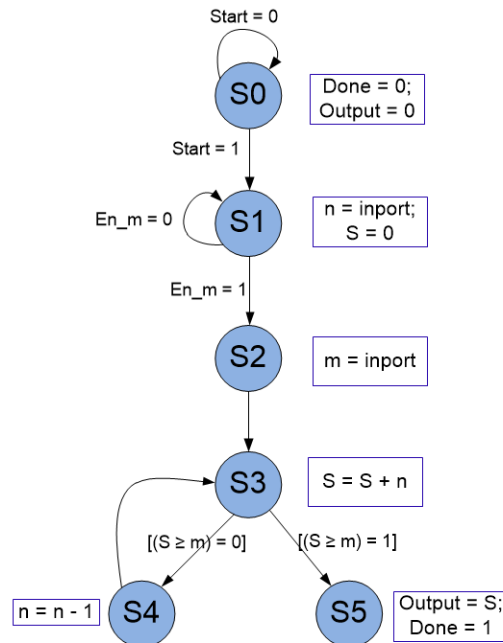 Start = 0
S0
Done = 0;
Output = 0
Start = 1
En_m = 0
S1
n = inport;
S = 0
En_m = 1
S2
m = inport
S3
S = S + n
[(S ≥ m) = 0]
[(S ≥ m) = 1]
n = n - 1
S4
S5
Output = S;
Done = 1